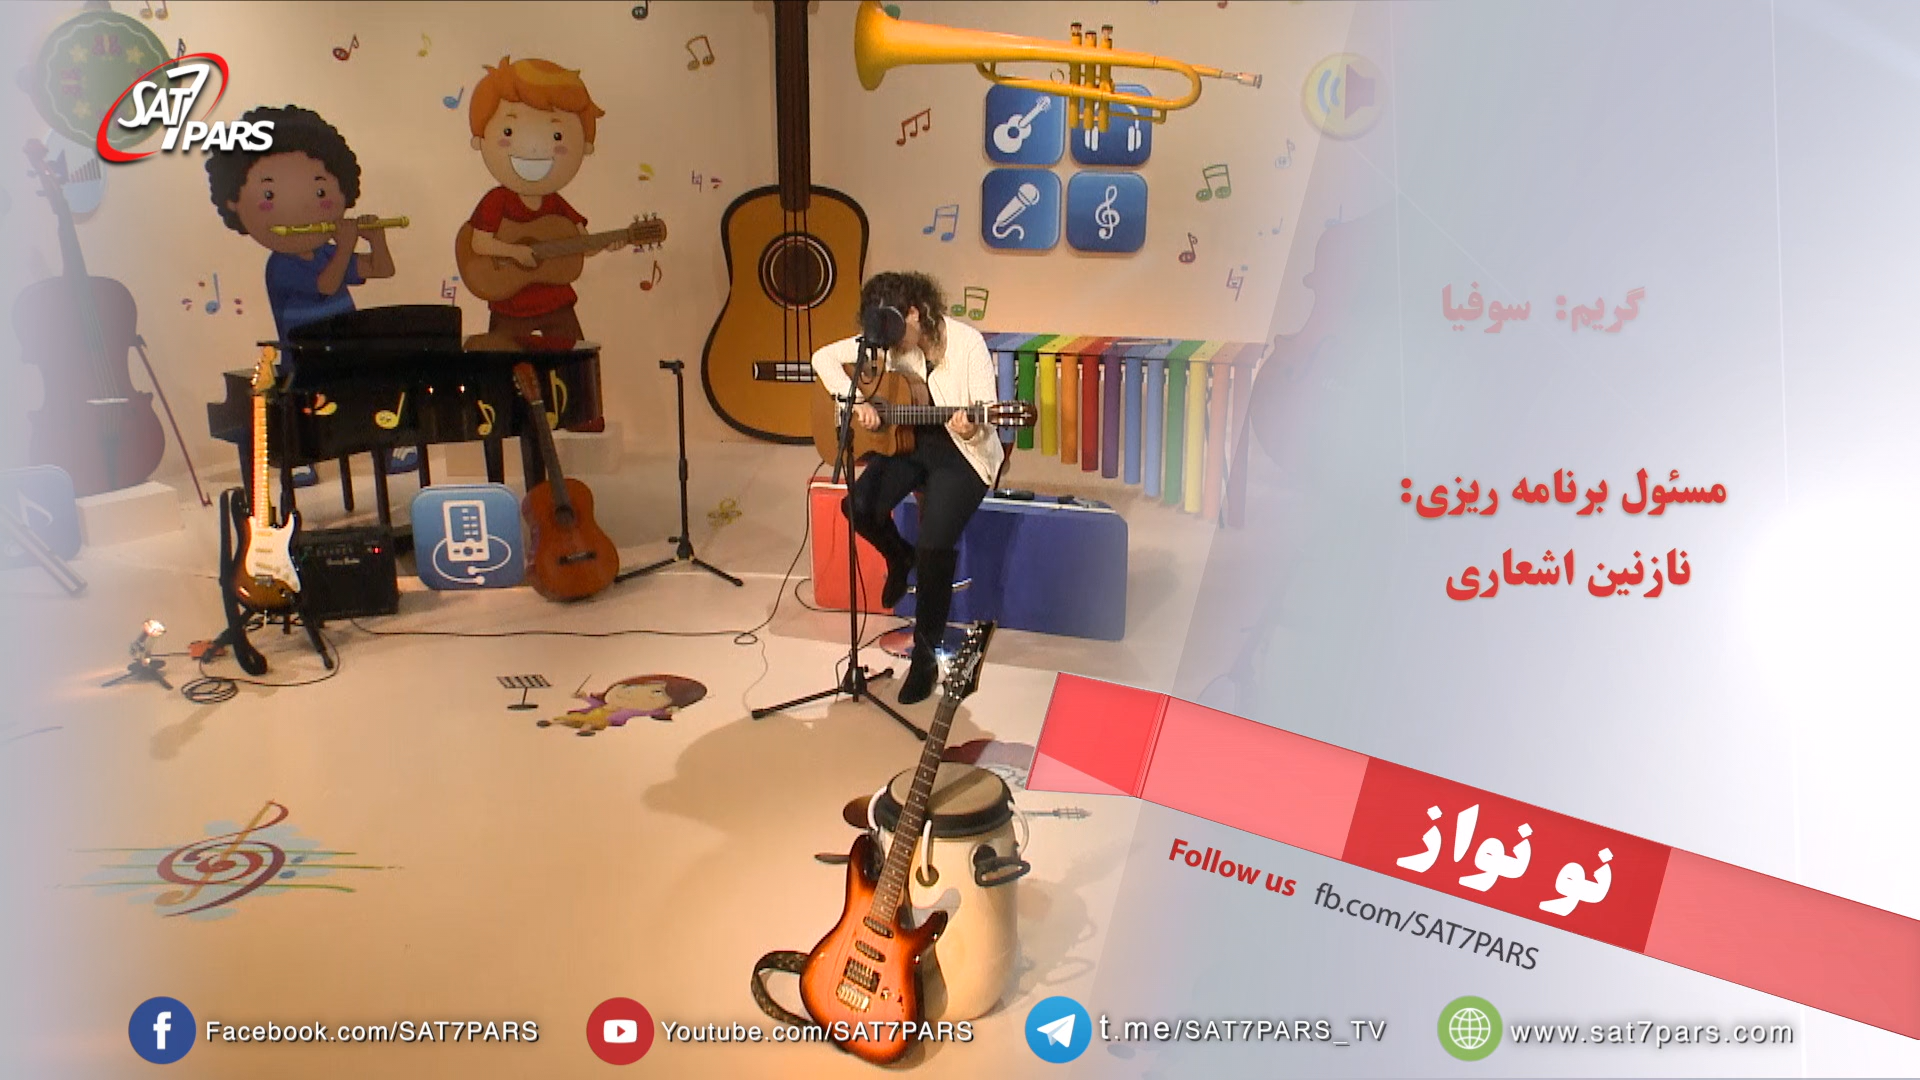 SAT7
PARS
گریم: سوفیا
مسئول برنامه ریزی:
نازنین اشعاری
نو نواز
Follow us fb.com/SAT7PARS
Facebook.com/SAT7PARS
Youtube.com/SAT7PARS
t.me/SAT7PARS_TV
www.sat7pars.com